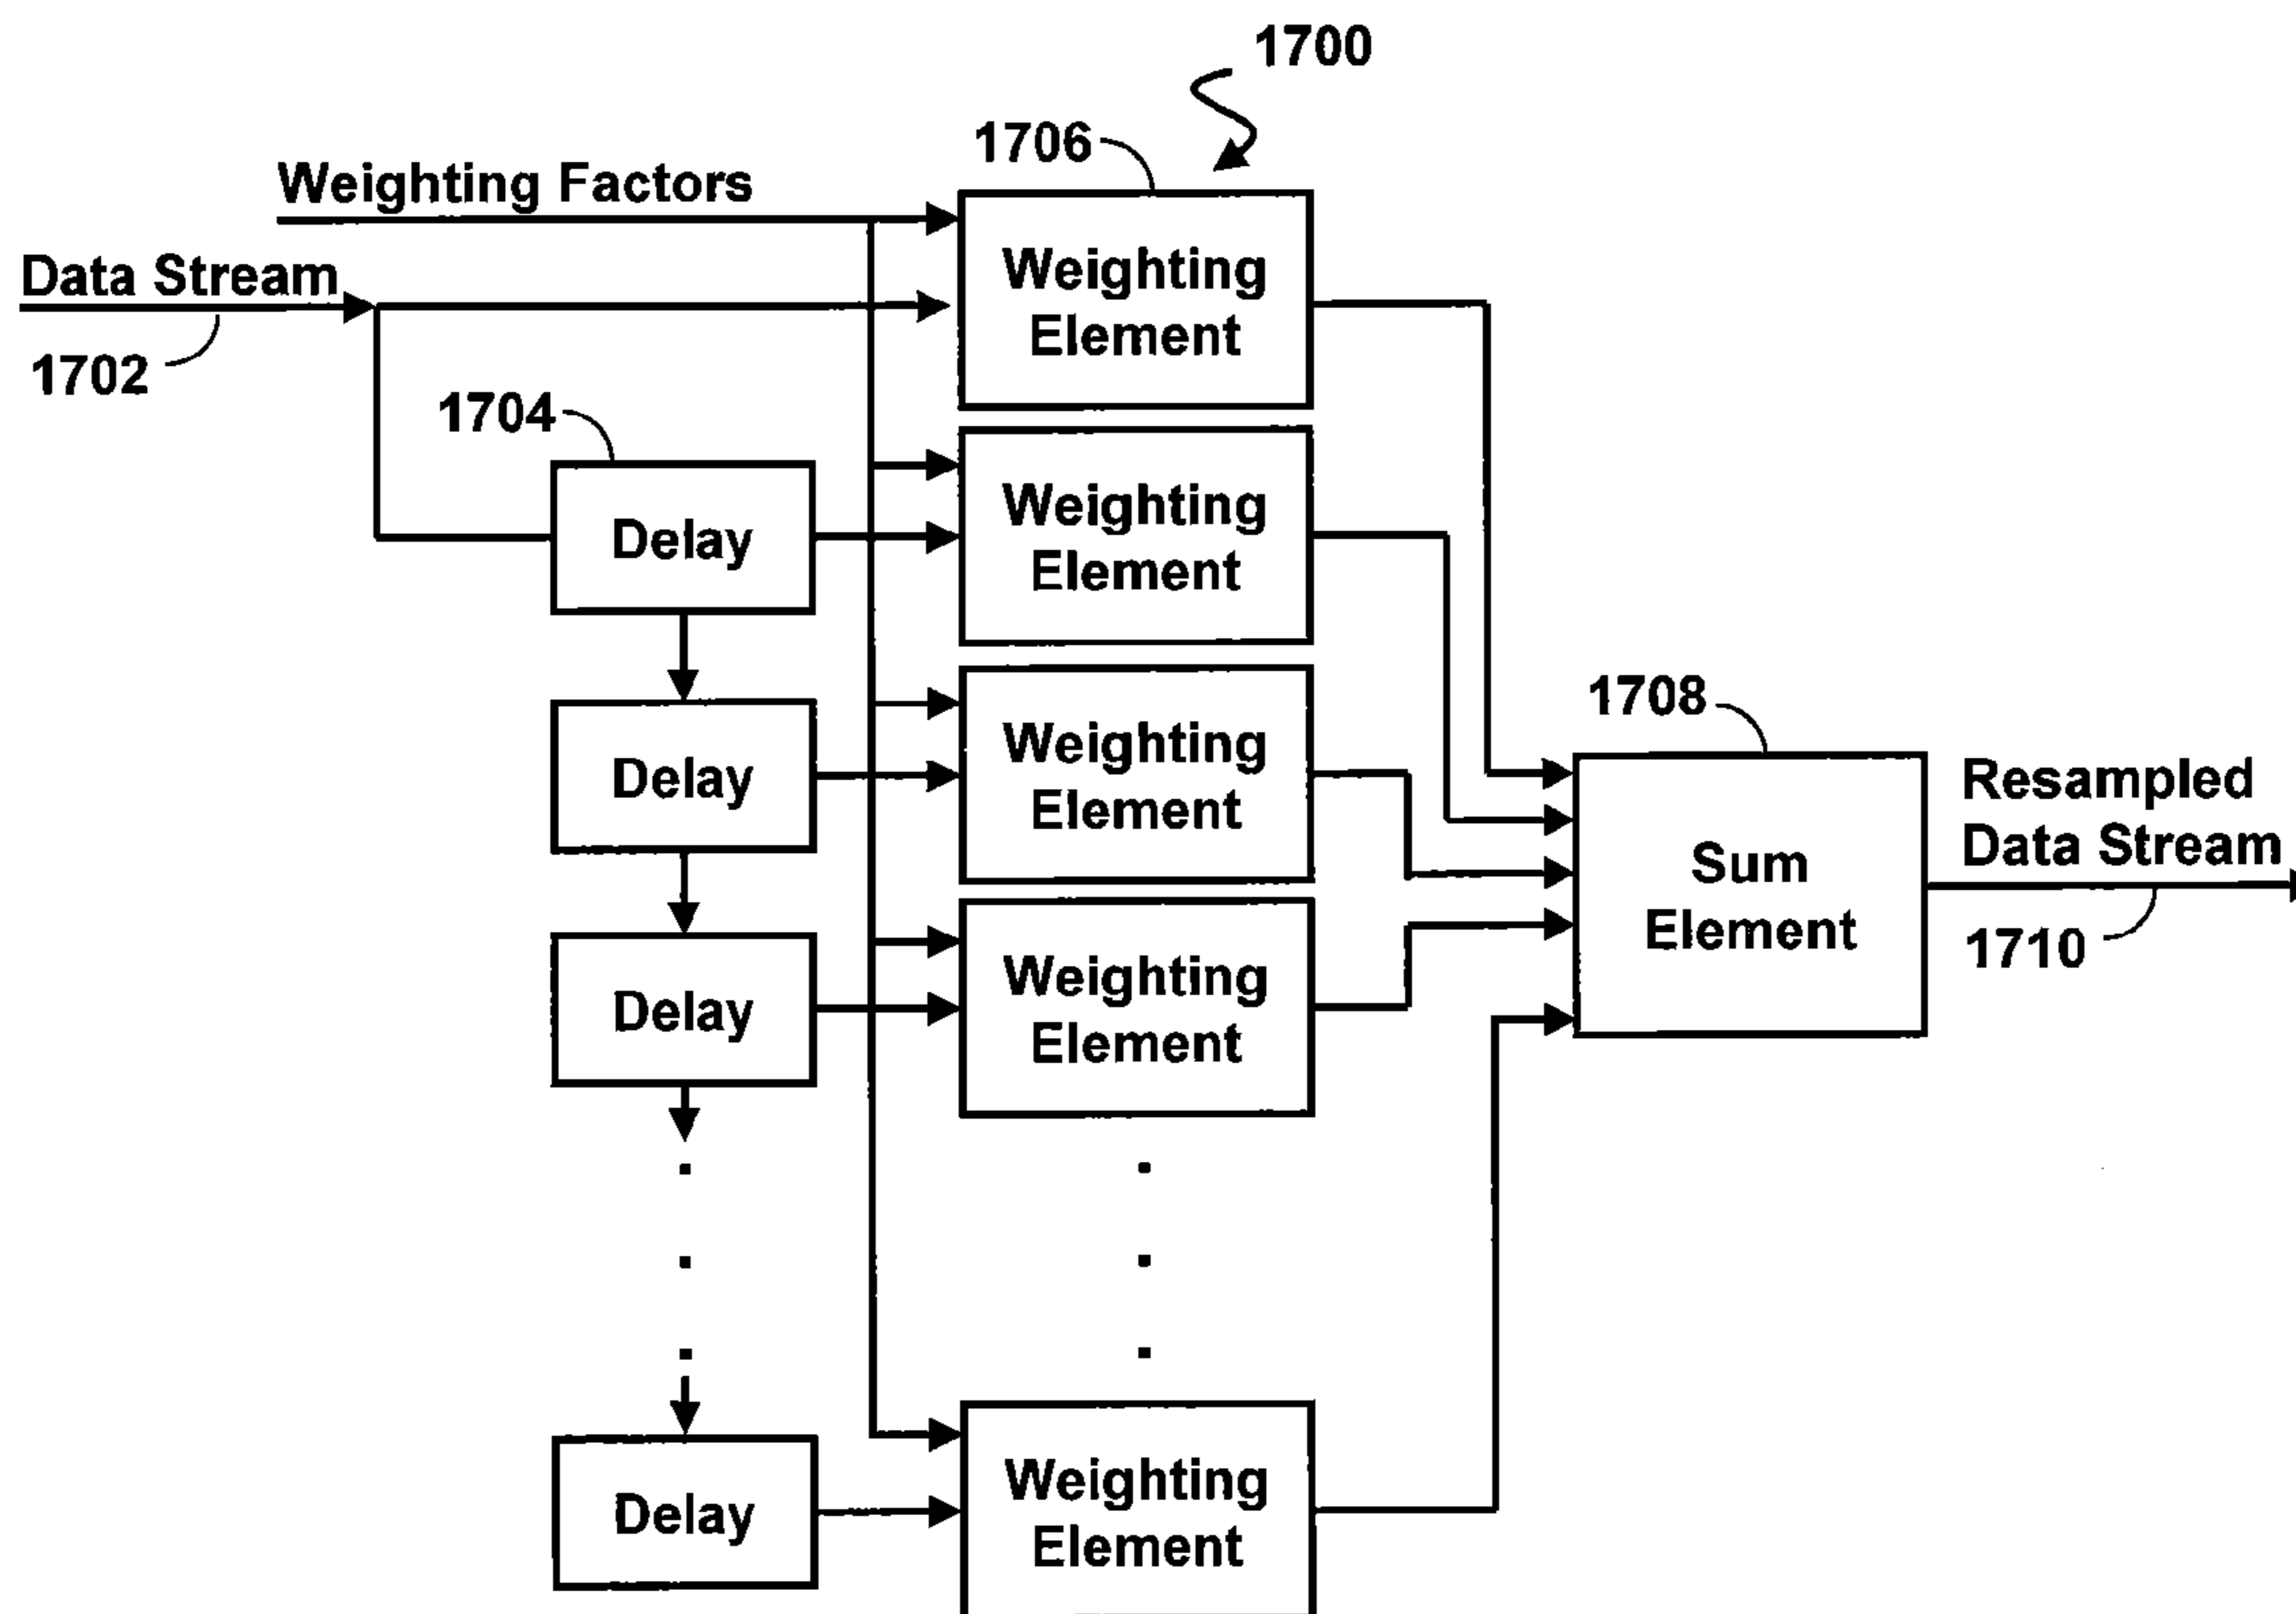 1700
1706
Weighting Factors
Data Stream
1702
Weighting
Element
1704
Delay
Weighting
Element
Delay
Weighting
Element
1708
Resampled
Data Stream
Sum
Element
1710
Delay
Weighting
Element
Delay
Weighting
Element